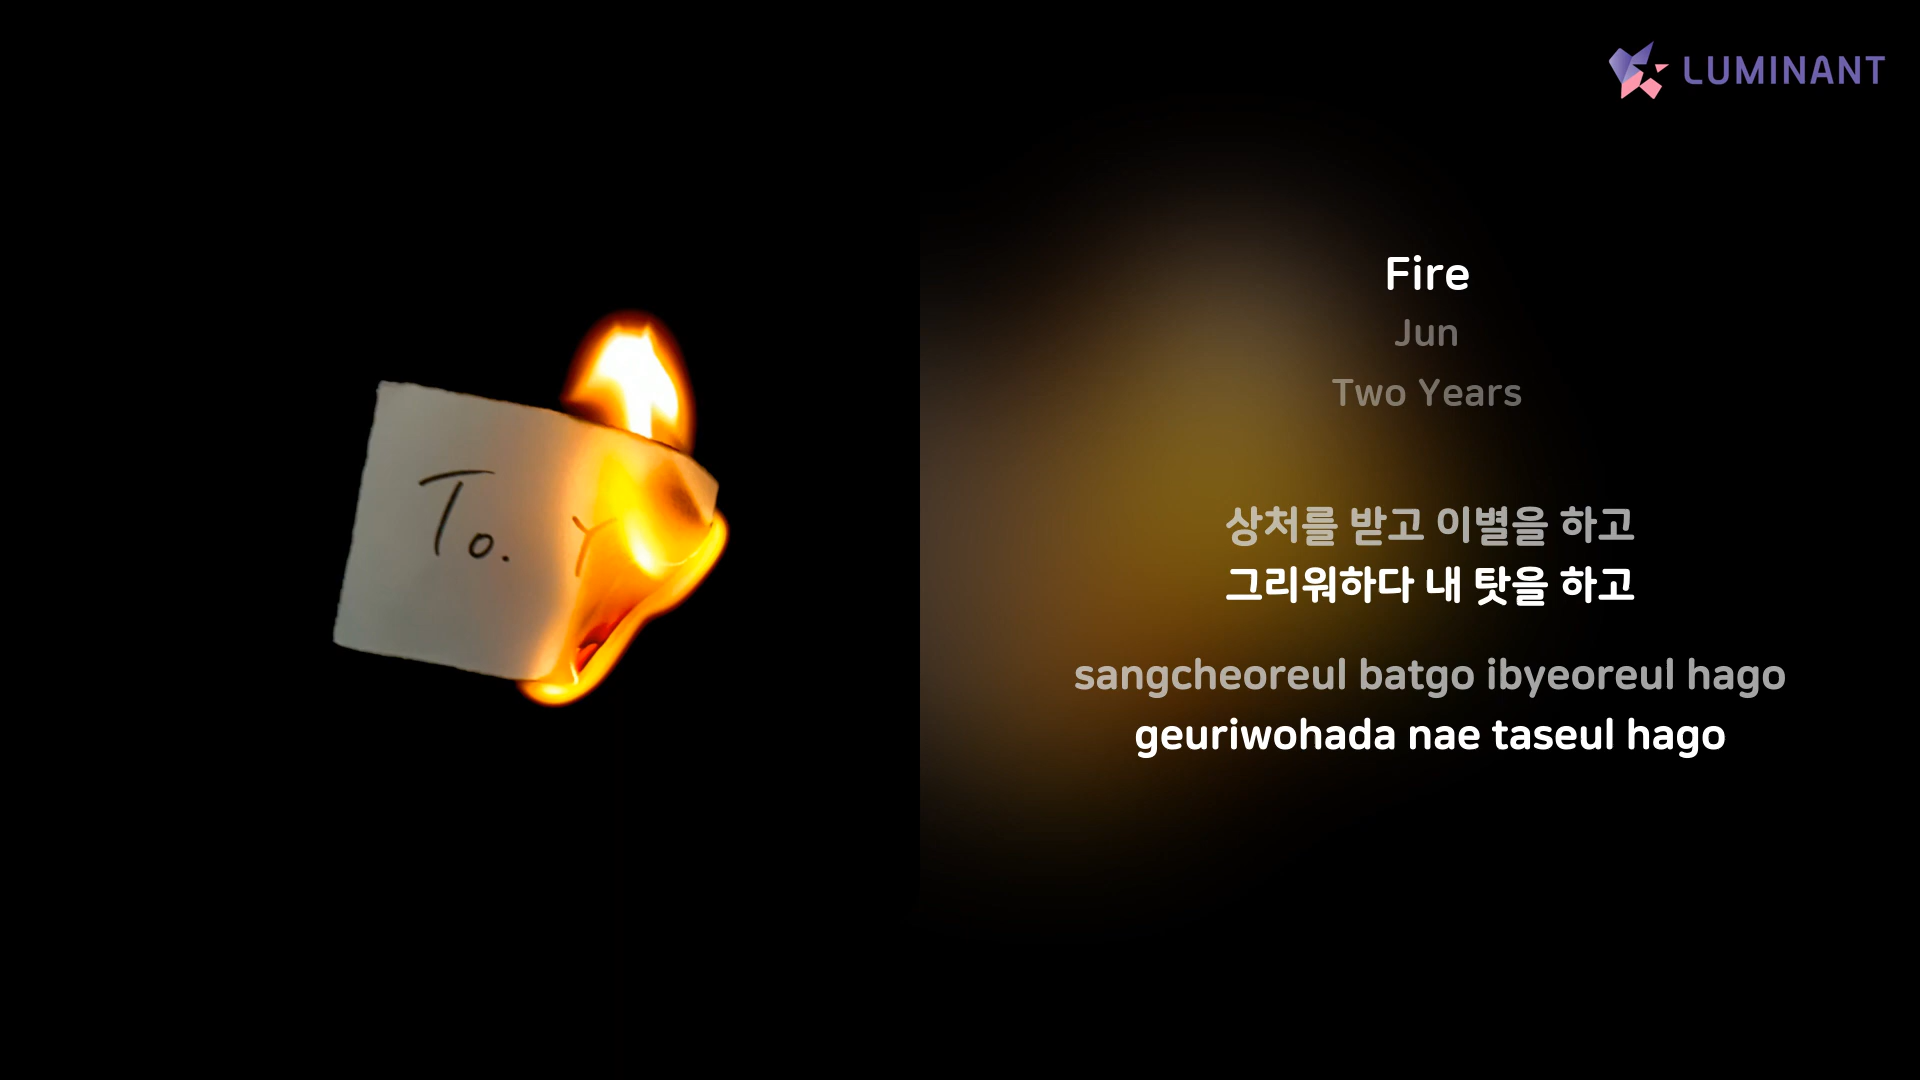 LUMINANT
To. Y
Fire
Jun
Two Years
상처를 받고 이별을 하고
그리워하다 내 탓을 하고
sangcheoreul batgo ibyeoreul hago
geuriwohada nae taseul hago